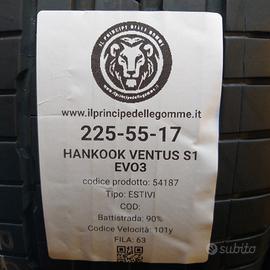 IL PRINCIPE DELLE GOMME
www.ilprincipedellegomme.it
www.ilprincipedellegomme.it
225-55-17
HANKOOK VENTUS S1
EVO3
codice prodotto: 54187
Tipo: ESTIVI
COD:
Battistrada: 90%
Codice Velocità: 101y
FILA: 63
subito